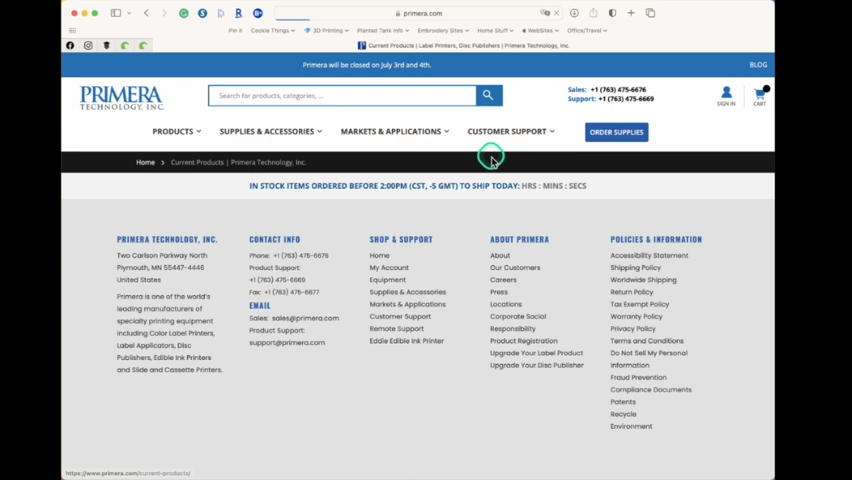 primera.com
Pin It
Cookie Things
3D Printing
Planted Tank Info
Embroidery Sites
Home Stuff
WebSites
Office/Travel
Current Products | Label Printers, Disc Publishers | Primera Technology, Inc.
Primera will be closed on July 3rd and 4th.
BLOG
PRIMERA
TECHNOLOGY, INC.
Search for products, categories, ...
Sales: +1 (763) 475-6676
Support: +1 (763) 475-6669
SIGN IN
CART
PRODUCTS
SUPPLIES & ACCESSORIES
MARKETS & APPLICATIONS
CUSTOMER SUPPORT
ORDER SUPPLIES
Home
Current Products | Primera Technology, Inc.
IN STOCK ITEMS ORDERED BEFORE 2:00PM (CST, -5 GMT) TO SHIP TODAY: HRS : MINS : SECS
PRIMERA TECHNOLOGY, INC.
Two Carlson Parkway North
Plymouth, MN 55447-4446
United States
Primera is one of the world's
leading manufacturers of
specialty printing equipment
including Color Label Printers,
Label Applicators, Disc
Publishers, Edible Ink Printers
and Slide and Cassette Printers.
CONTACT INFO
Phone: +1 (763) 475-6676
Product Support:
+1 (763) 475-6669
Fax: +1 (763) 475-6677
EMAIL
Sales: sales@primera.com
Product Support:
support@primera.com
SHOP & SUPPORT
Home
My Account
Equipment
Supplies & Accessories
Markets & Applications
Customer Support
Remote Support
Eddie Edible Ink Printer
ABOUT PRIMERA
About
Our Customers
Careers
Press
Locations
Corporate Social
Responsibility
Product Registration
Upgrade Your Label Product
Upgrade Your Disc Publisher
POLICIES & INFORMATION
Accessibility Statement
Shipping Policy
Worldwide Shipping
Return Policy
Tax Exempt Policy
Warranty Policy
Privacy Policy
Terms and Conditions
Do Not Sell My Personal
Information
Fraud Prevention
Compliance Documents
Patents
Recycle
Environment
https://www.primera.com/current-products/